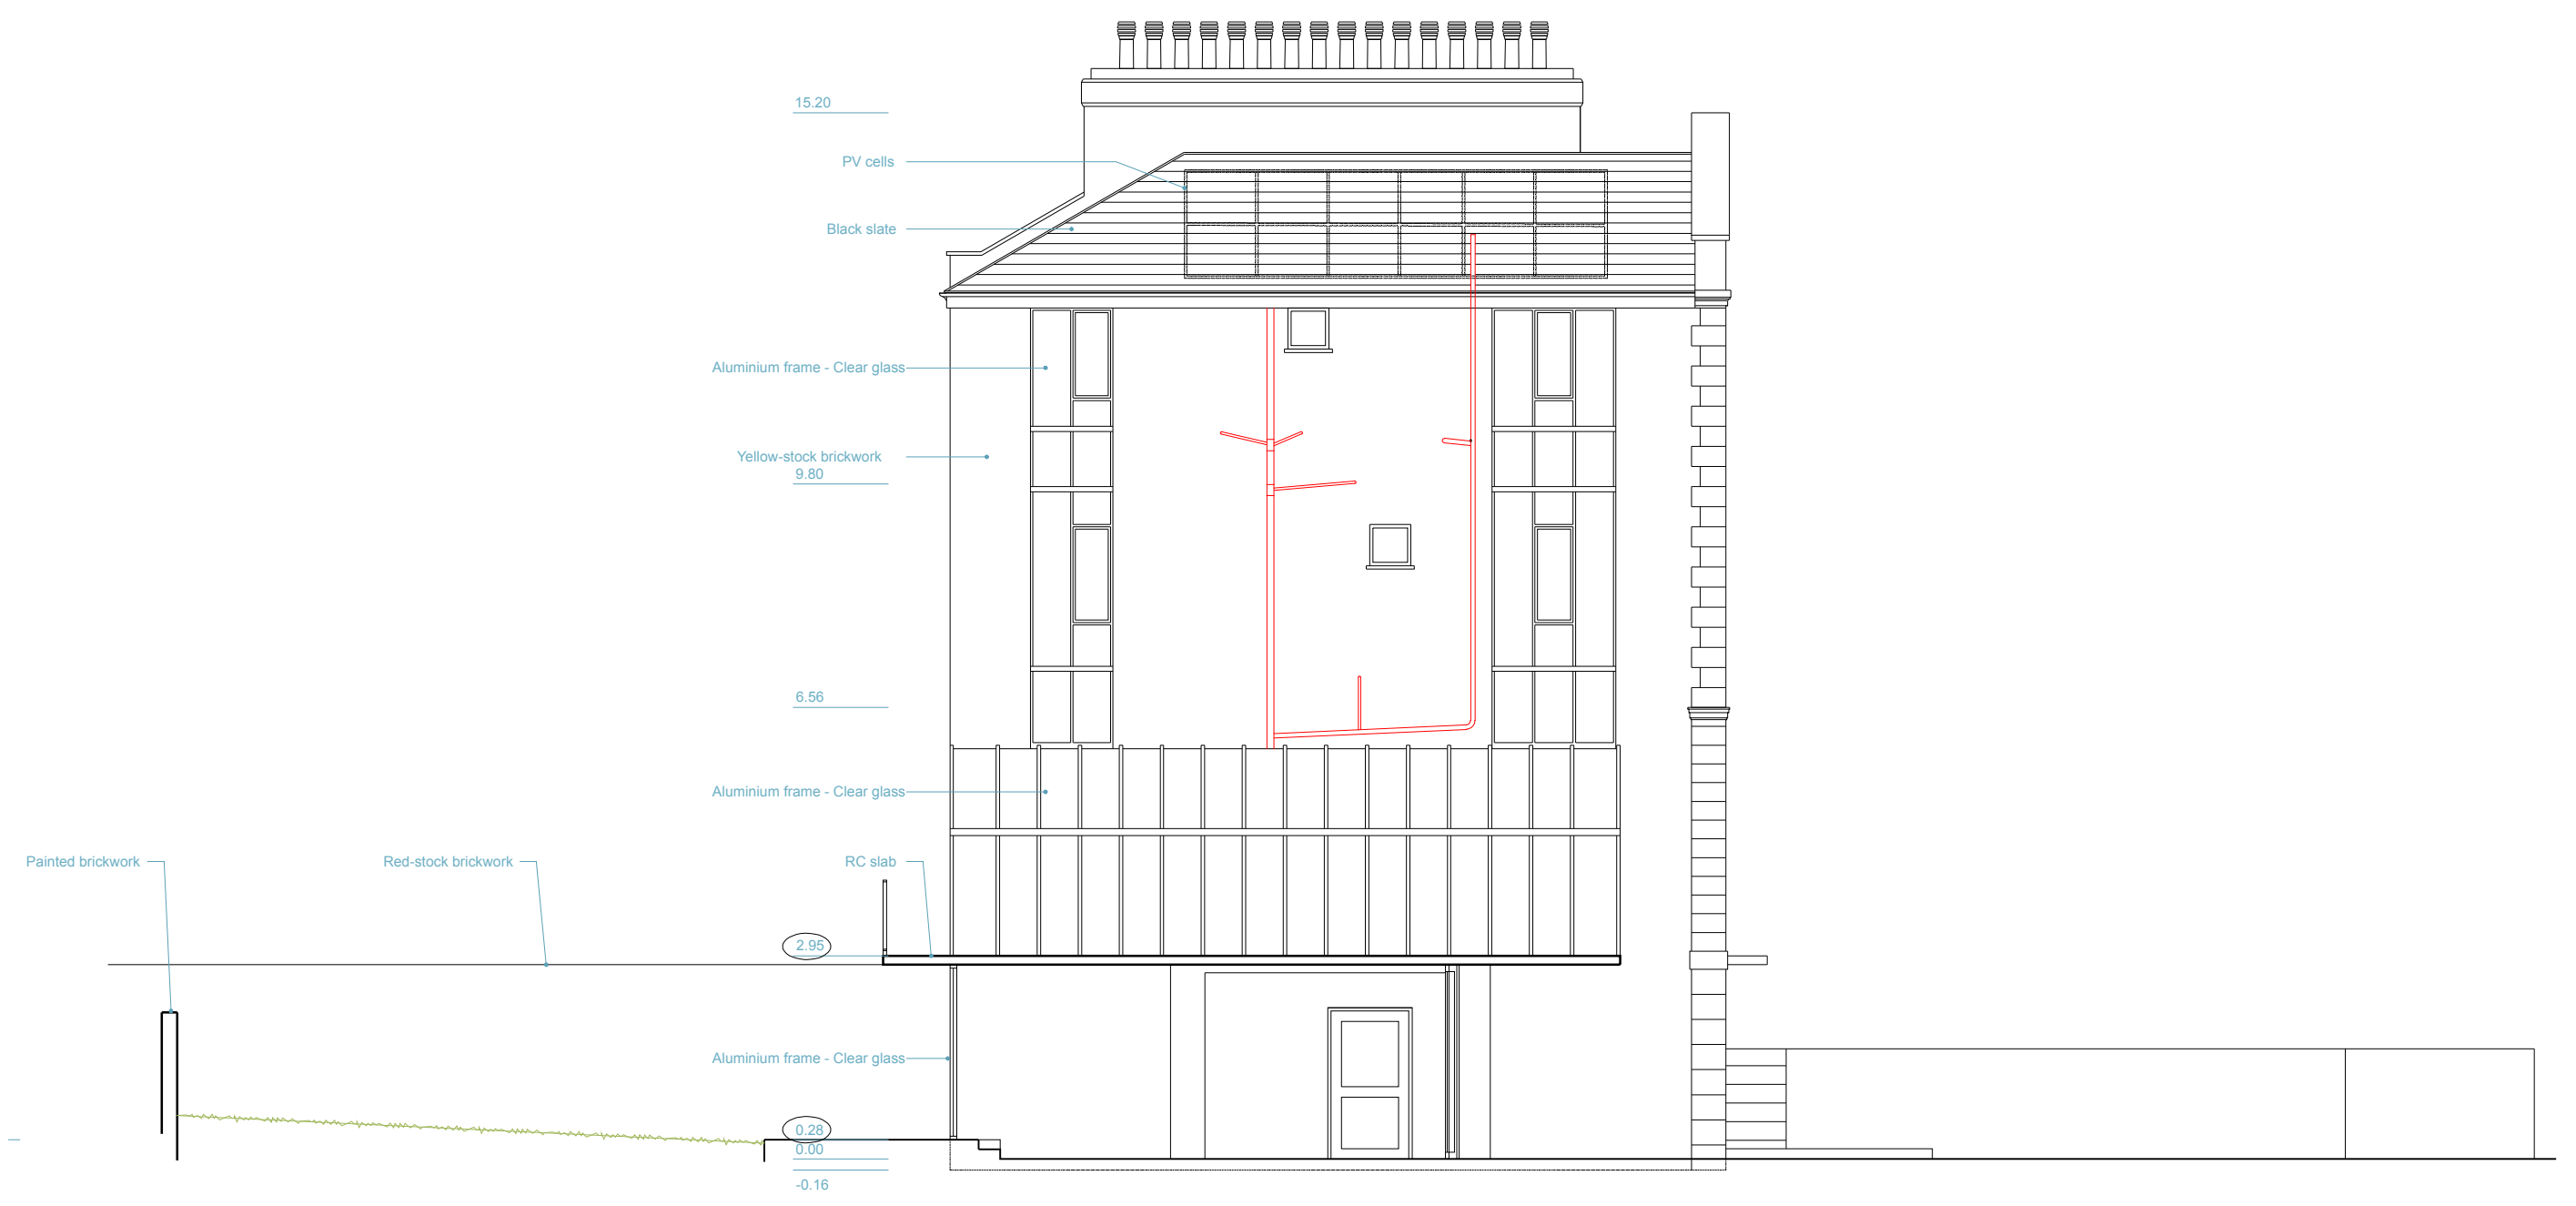 15.20
PV cells
Black slate
Aluminium frame - Clear glass
Yellow-stock brickwork
9.80
6.56
Aluminium frame - Clear glass
Painted brickwork
Red-stock brickwork
RC slab
2.95
Aluminium frame - Clear glass
0.28
0.00
-0.16